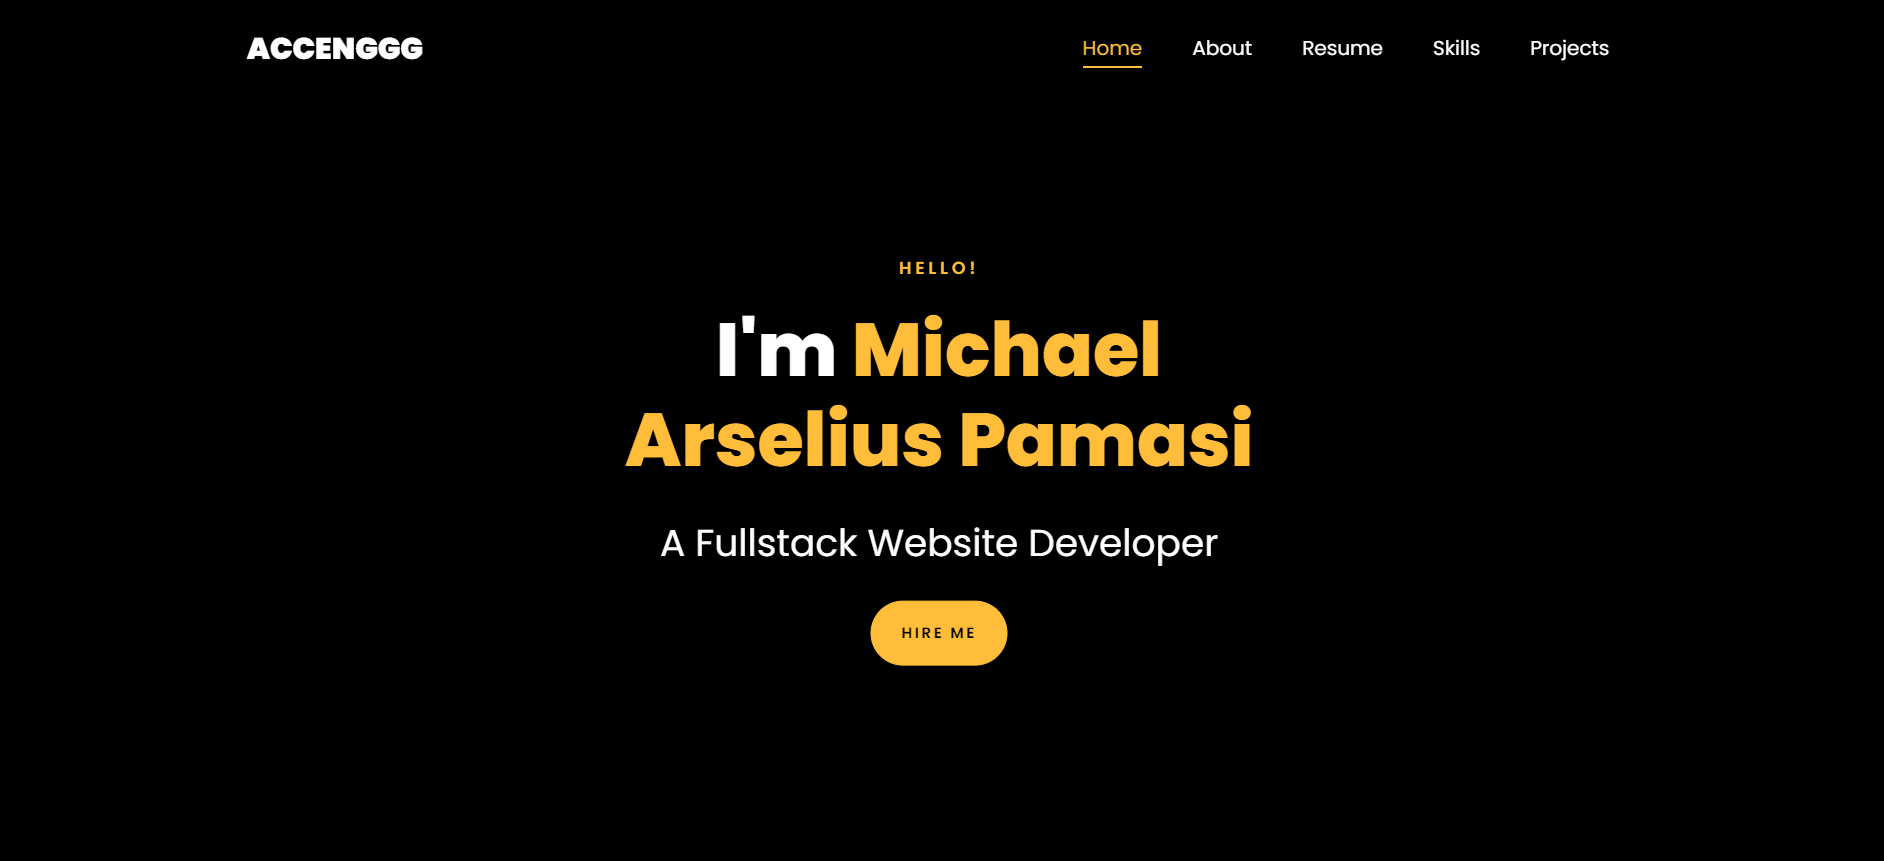 ACCENGGG
Home About Resume Skills Projects
HELLO!
I'm Michael
Arselius Pamasi
A Fullstack Website Developer
HIRE ME